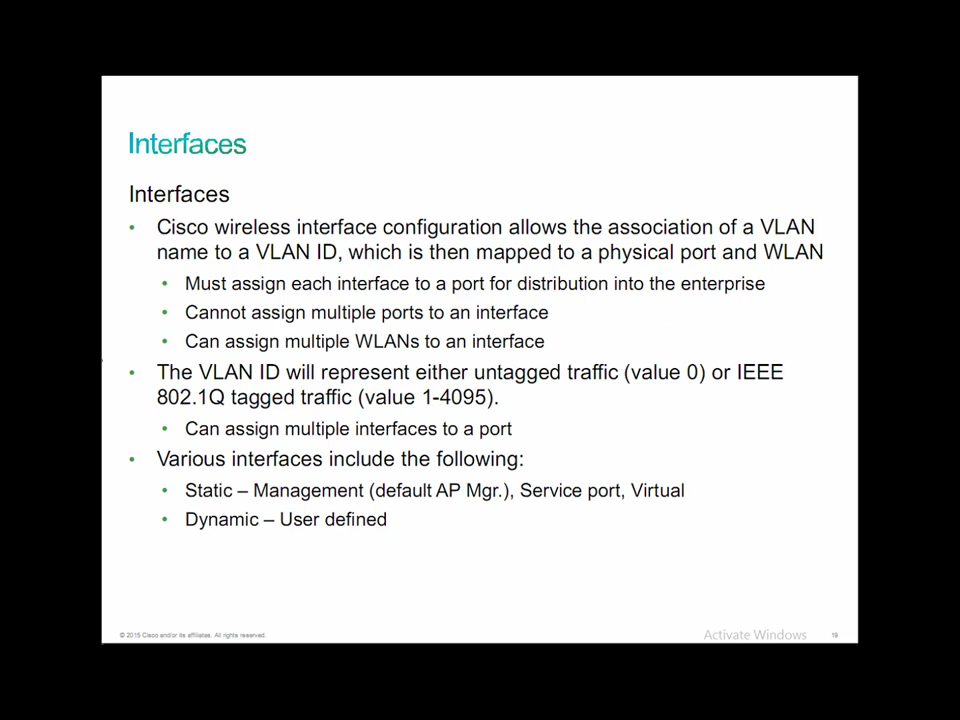 Interfaces
Interfaces
• Cisco wireless interface configuration allows the association of a VLAN
name to a VLAN ID, which is then mapped to a physical port and WLAN
• Must assign each interface to a port for distribution into the enterprise
• Cannot assign multiple ports to an interface
• Can assign multiple WLANs to an interface
• The VLAN ID will represent either untagged traffic (value 0) or IEEE
802.1Q tagged traffic (value 1-4095).
• Can assign multiple interfaces to a port
• Various interfaces include the following:
• Static – Management (default AP Mgr.), Service port, Virtual
• Dynamic – User defined
© 2015 Cisco and/or its affiliates. All rights reserved.
Activate Windows
19